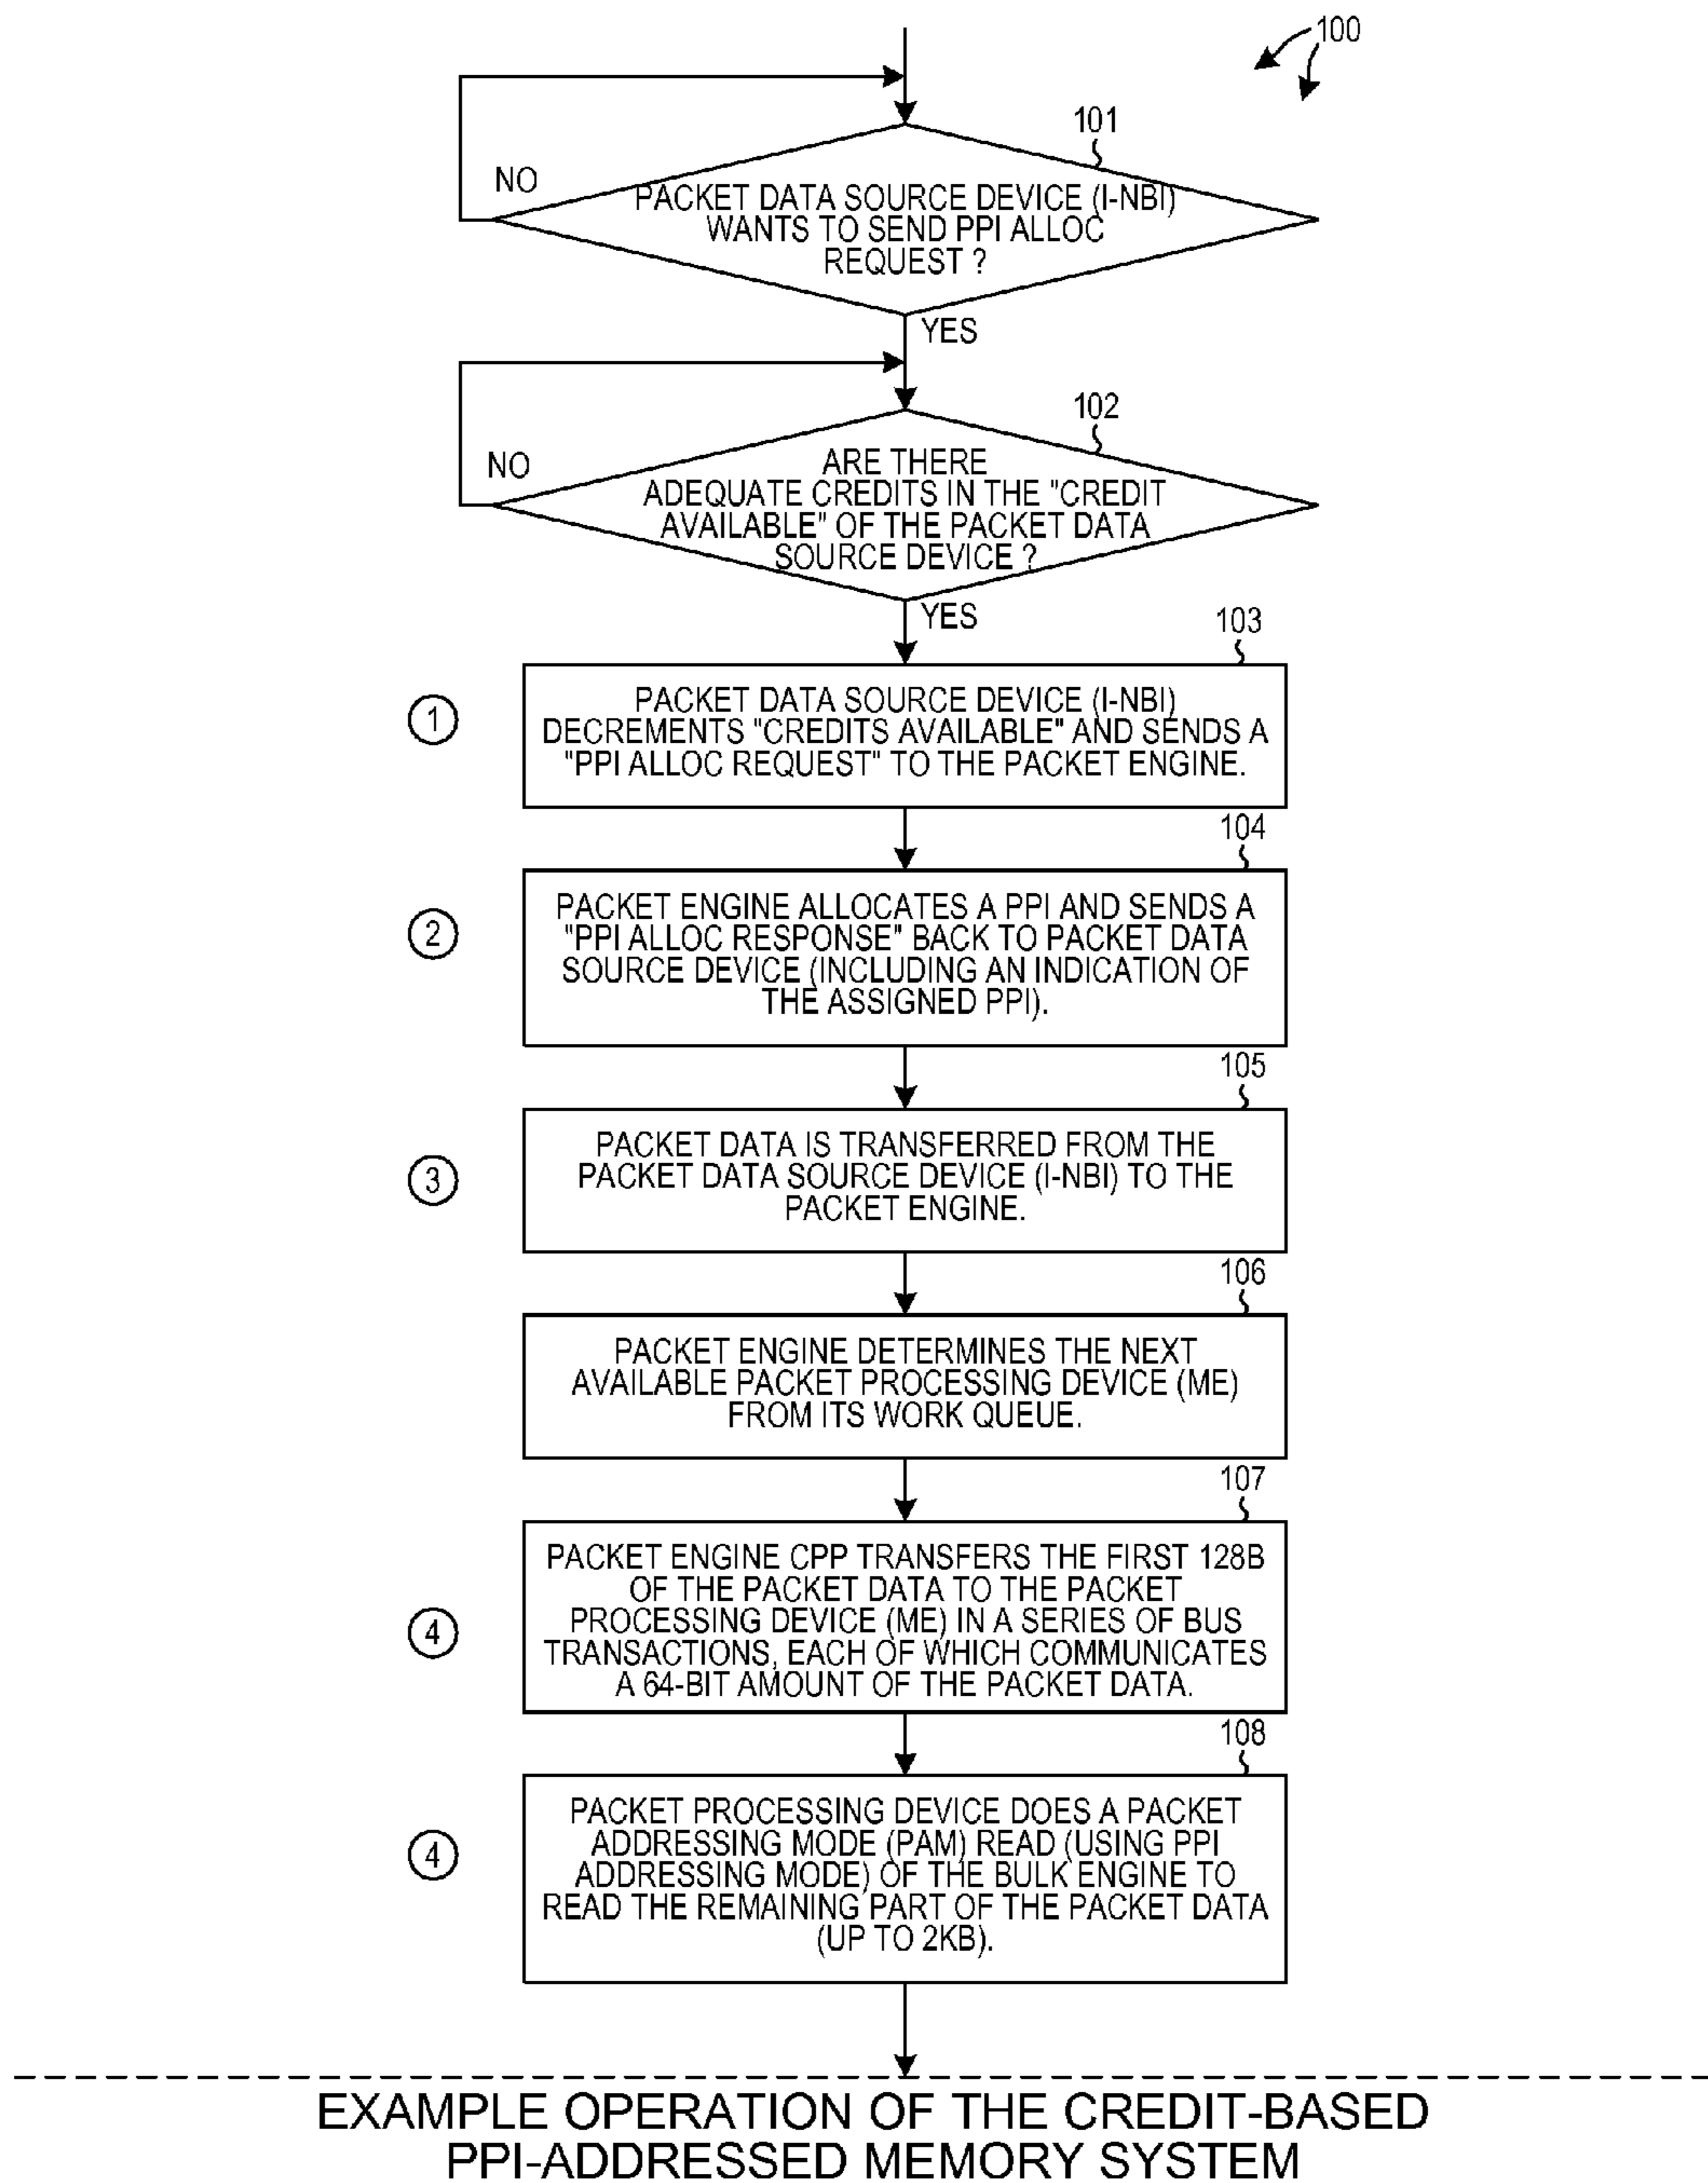 100
101
NO
PACKET DATA SOURCE DEVICE (I-NBI)
WANTS TO SEND PPI ALLOC
REQUEST ?
YES
102
NO
ARE THERE
ADEQUATE CREDITS IN THE "CREDIT
AVAILABLE" OF THE PACKET DATA
SOURCE DEVICE ?
YES
103
1
PACKET DATA SOURCE DEVICE (I-NBI)
DECREMENTS "CREDITS AVAILABLE" AND SENDS A
"PPI ALLOC REQUEST" TO THE PACKET ENGINE.
104
2
PACKET ENGINE ALLOCATES A PPI AND SENDS A
"PPI ALLOC RESPONSE" BACK TO PACKET DATA
SOURCE DEVICE (INCLUDING AN INDICATION OF
THE ASSIGNED PPI).
105
3
PACKET DATA IS TRANSFERRED FROM THE
PACKET DATA SOURCE DEVICE (I-NBI) TO THE
PACKET ENGINE.
106
PACKET ENGINE DETERMINES THE NEXT
AVAILABLE PACKET PROCESSING DEVICE (ME)
FROM ITS WORK QUEUE.
107
4
PACKET ENGINE CPP TRANSFERS THE FIRST 128B
OF THE PACKET DATA TO THE PACKET
PROCESSING DEVICE (ME) IN A SERIES OF BUS
TRANSACTIONS, EACH OF WHICH COMMUNICATES
A 64-BIT AMOUNT OF THE PACKET DATA.
108
4
PACKET PROCESSING DEVICE DOES A PACKET
ADDRESSING MODE (PAM) READ (USING PPI
ADDRESSING MODE) OF THE BULK ENGINE TO
READ THE REMAINING PART OF THE PACKET DATA
(UP TO 2KB).
EXAMPLE OPERATION OF THE CREDIT-BASED
PPI-ADDRESSED MEMORY SYSTEM